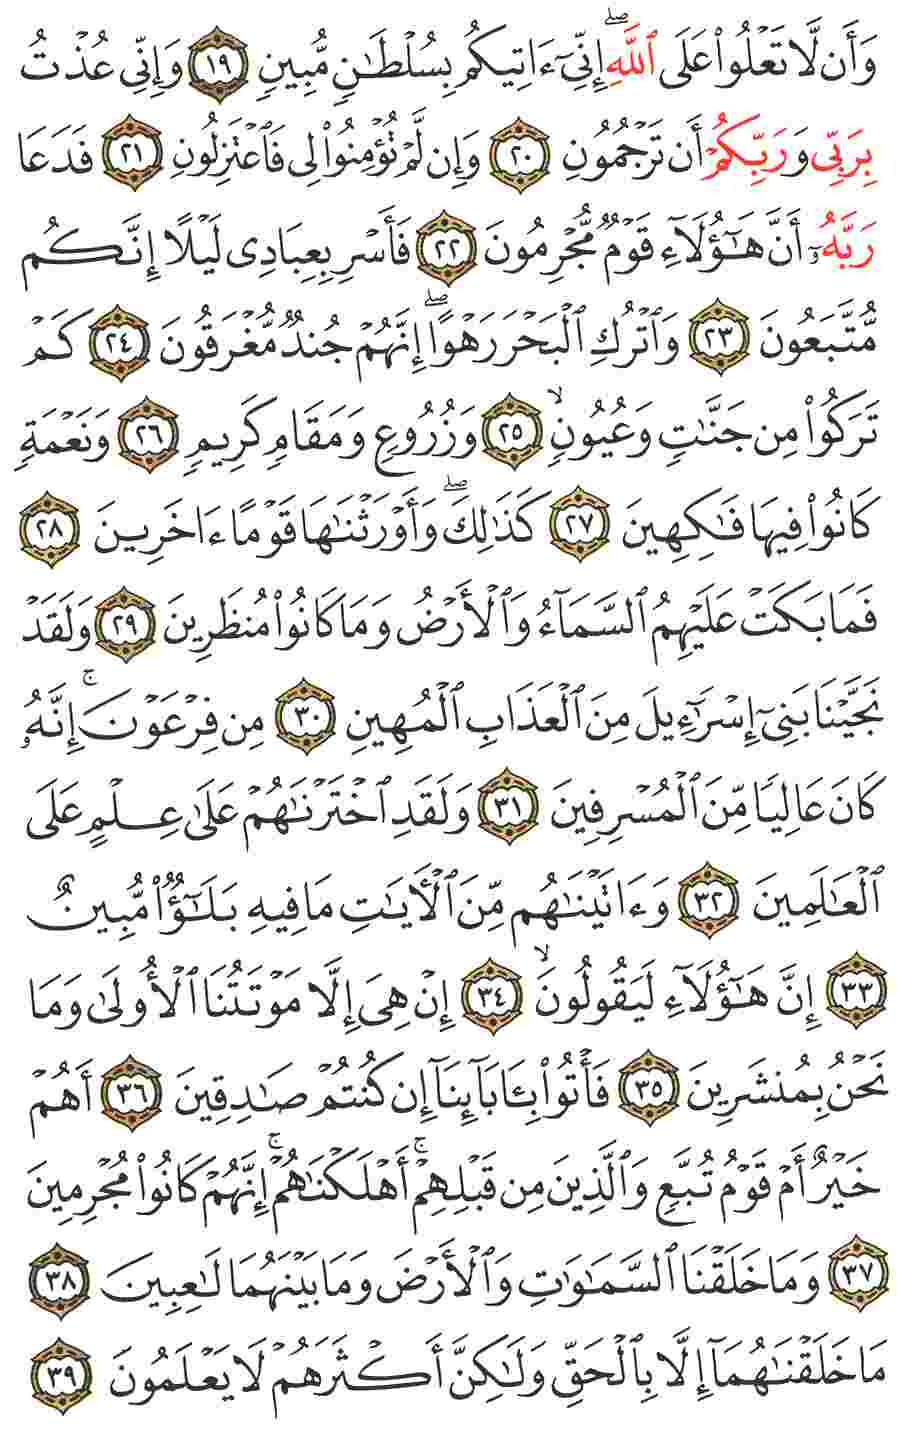 وَأَن لَّا تَعْلُوا۟ عَلَى ٱللَّهِ ۖ إِنِّىٓ ءَاتِيكُم بِسُلْطَـٰنٍ مُّبِينٍ ١٩ وَإِنِّى عُذْتُ
بِرَبِّى وَرَبِّكُمْ أَن تَرْجُمُونِ ٢٠ وَإِن لَّمْ تُؤْمِنُوا۟ لِى فَٱعْتَزِلُونِ ٢١ فَدَعَا
رَبَّهُۥٓ أَنَّ هَـٰٓؤُلَآءِ قَوْمٌ مُّجْرِمُونَ ٢٢ فَأَسْرِ بِعِبَادِى لَيْلًا إِنَّكُم
مُّتَّبَعُونَ ٢٣ وَٱتْرُكِ ٱلْبَحْرَ رَهْوًا ۖ إِنَّهُمْ جُندٌ مُّغْرَقُونَ ٢٤ كَمْ
تَرَكُوا۟ مِن جَنَّـٰتٍ وَعُيُونٍ ۙ ٢٥ وَزُرُوعٍ وَمَقَامٍ كَرِيمٍ ٢٦ وَنَعْمَةٍ
كَانُوا۟ فِيهَا فَـٰكِهِينَ ٢٧ كَذَٰلِكَ ۖ وَأَوْرَثْنَـٰهَا قَوْمًا ءَاخَرِينَ ٢٨
فَمَا بَكَتْ عَلَيْهِمُ ٱلسَّمَآءُ وَٱلْأَرْضُ وَمَا كَانُوا۟ مُنظَرِينَ ٢٩ وَلَقَدْ
نَجَّيْنَا بَنِىٓ إِسْرَٰٓءِيلَ مِنَ ٱلْعَذَابِ ٱلْمُهِينِ ٣٠ مِن فِرْعَوْنَ ۚ إِنَّهُۥ
كَانَ عَالِيًا مِّنَ ٱلْمُسْرِفِينَ ٣١ وَلَقَدِ ٱخْتَرْنَـٰهُمْ عَلَىٰ عِلْمٍ عَلَى
ٱلْعَـٰلَمِينَ ٣٢ وَءَاتَيْنَـٰهُم مِّنَ ٱلْـَٔايَـٰتِ مَا فِيهِ بَلَـٰٓؤٌا۟ مُّبِينٌ
٣٣ إِنَّ هَـٰٓؤُلَآءِ لَيَقُولُونَ ۙ ٣٤ إِنْ هِىَ إِلَّا مَوْتَتُنَا ٱلْأُولَىٰ وَمَا
نَحْنُ بِمُنشَرِينَ ٣٥ فَأْتُوا۟ بِـَٔابَآئِنَآ إِن كُنتُمْ صَـٰدِقِينَ ٣٦ أَهُمْ
خَيْرٌ أَمْ قَوْمُ تُبَّعٍ وَٱلَّذِينَ مِن قَبْلِهِمْ ۚ أَهْلَكْنَـٰهُمْ ۚ إِنَّهُمْ كَانُوا۟ مُجْرِمِينَ
٣٧ وَمَا خَلَقْنَا ٱلسَّمَـٰوَٰتِ وَٱلْأَرْضَ وَمَا بَيْنَهُمَا لَـٰعِبِينَ ٣٨
مَا خَلَقْنَـٰهُمَآ إِلَّا بِٱلْحَقِّ وَلَـٰكِنَّ أَكْثَرَهُمْ لَا يَعْلَمُونَ ٣٩